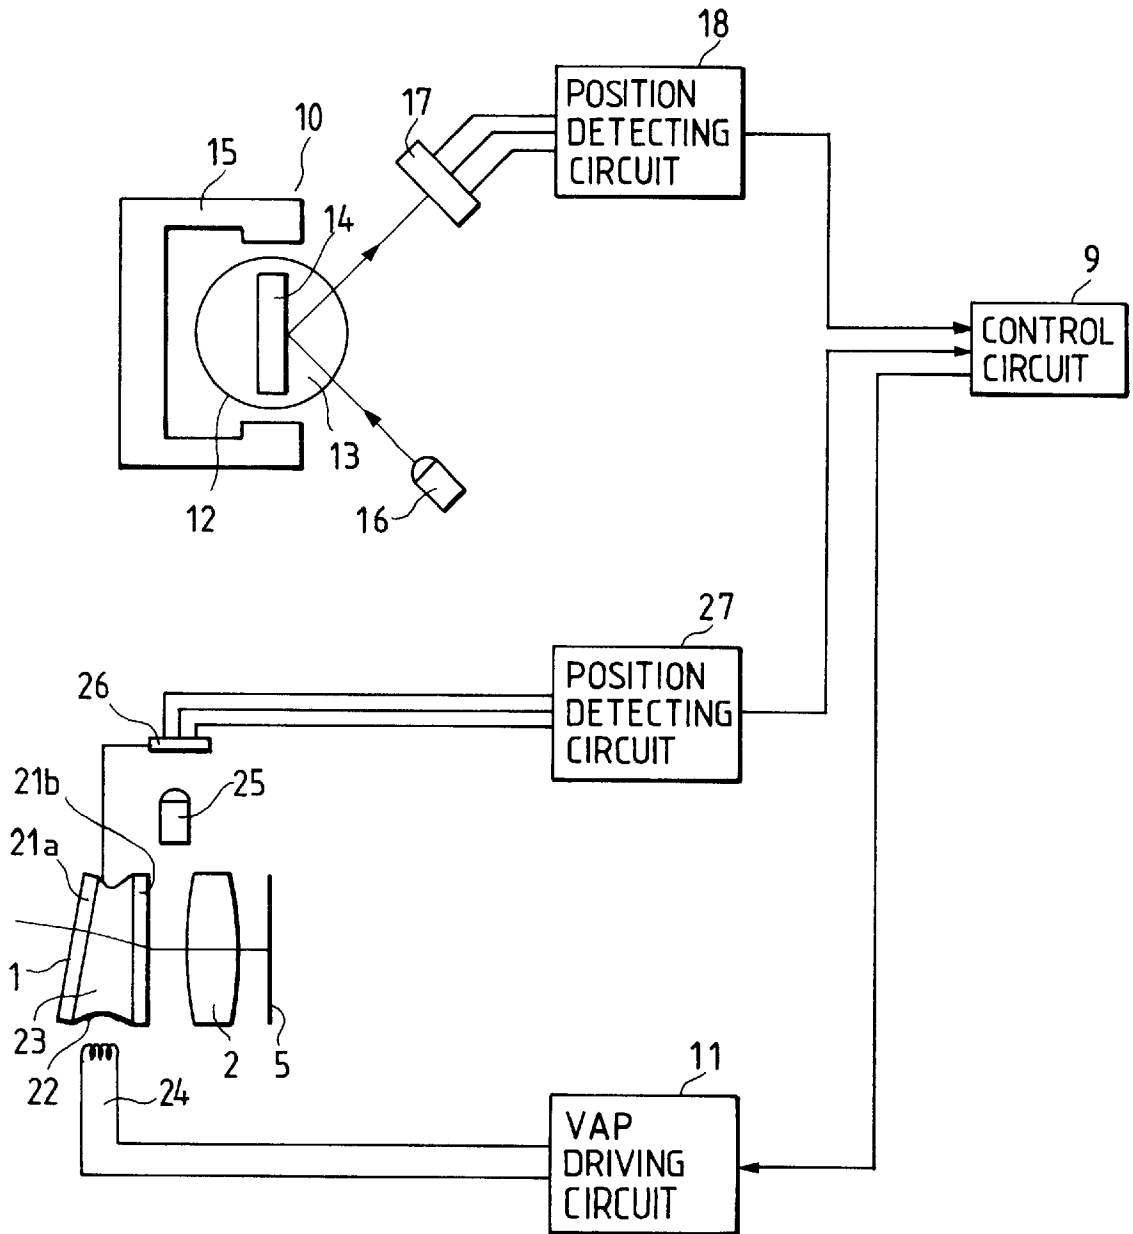 18
POSITION
DETECTING
CIRCUIT
17
10
15
14
9
CONTROL
CIRCUIT
13
12
16
27
POSITION
DETECTING
CIRCUIT
26
21b
25
21a
1
23
22
2
5
24
11
VAP
DRIVING
CIRCUIT